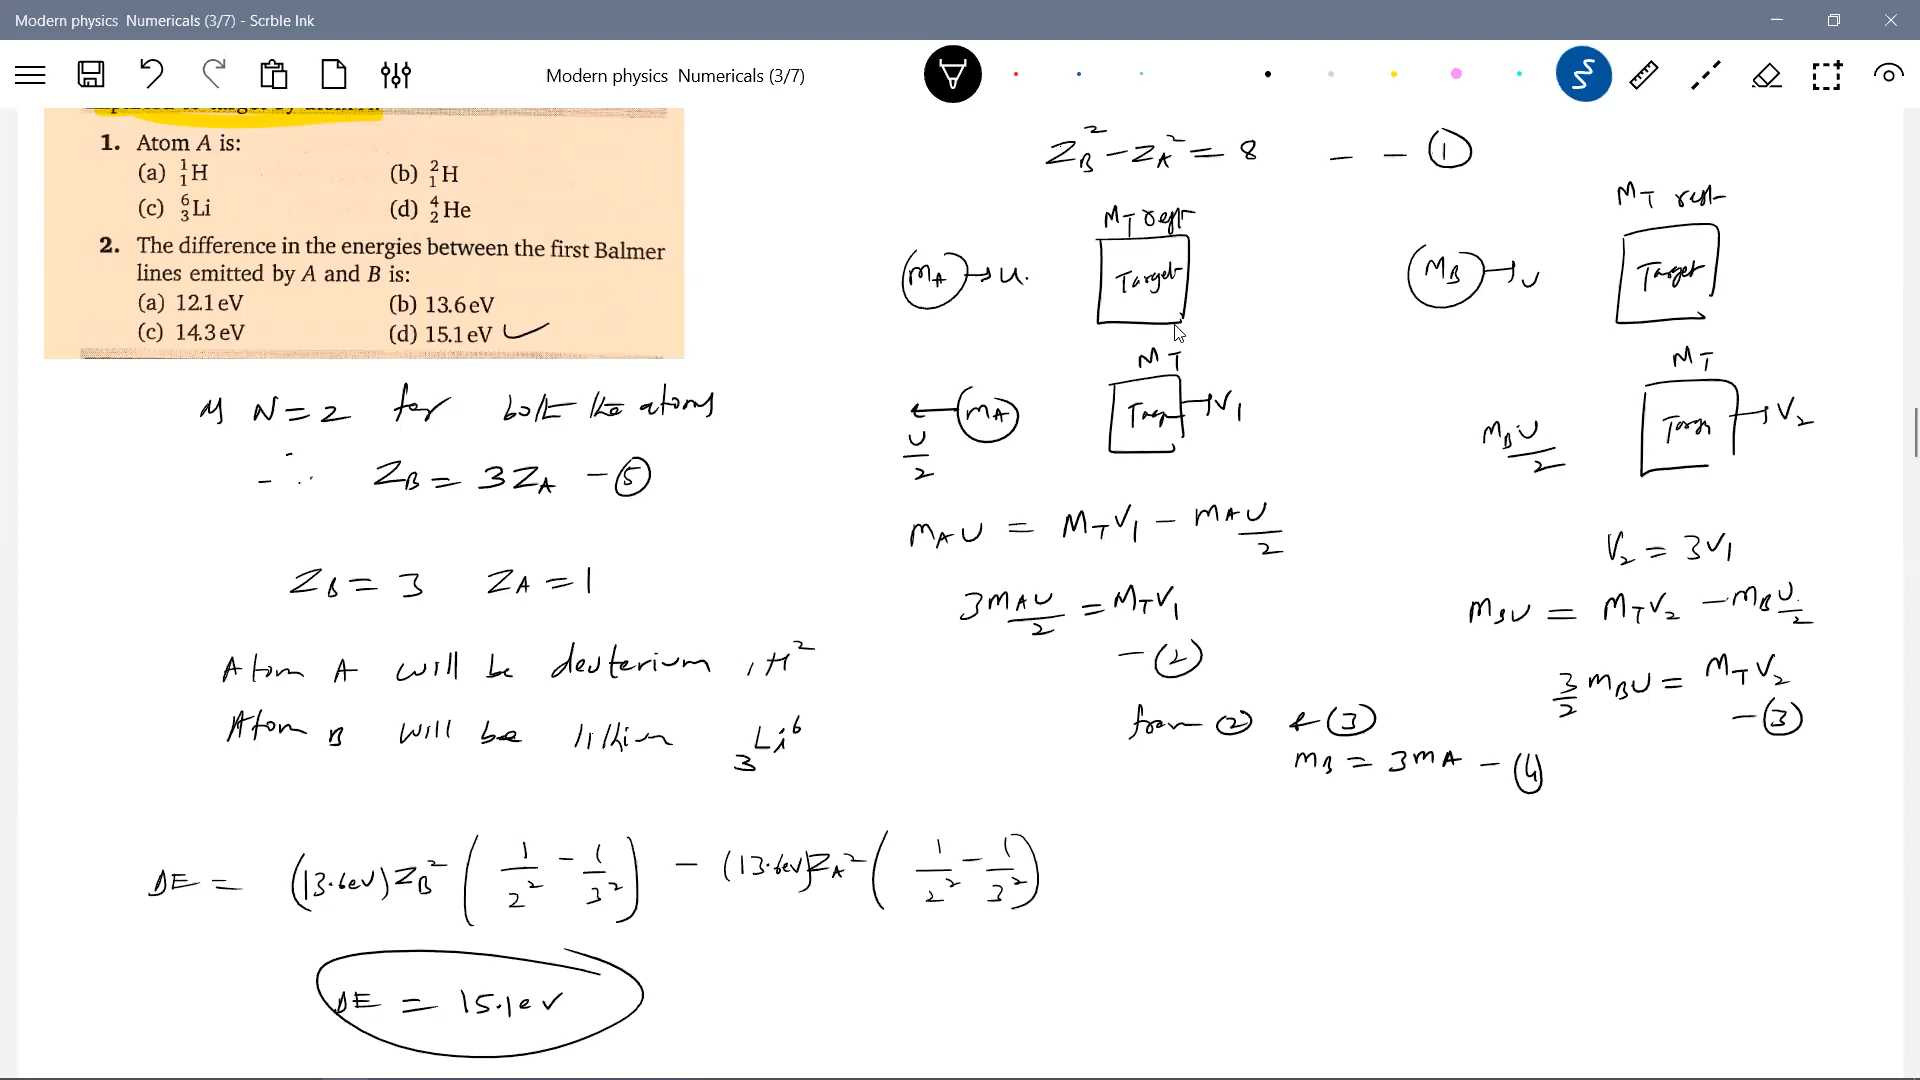 Modern physics Numericals (3/7) - Scrble Ink
Modern physics Numericals (3/7)
1. Atom A is:
(a) ¹₁H (b) ²₁H
(c) ⁶₃Li (d) ⁴₂He
2. The difference in the energies between the first Balmer
lines emitted by A and B is:
(a) 12.1 eV (b) 13.6 eV
(c) 14.3 eV (d) 15.1 eV ✓
N = 2 for both the atoms
∴ Z_B = 3Z_A - ⑤
Z_B = 3 Z_A = 1
Atom A will be deuterium ₁H²
Atom B will be lithium ₃Li⁶
ΔE = (13.6eV) Z_B² (1/2² - 1/3²) - (13.6eV) Z_A² (1/2² - 1/3²)
ΔE = 15.1eV
Z_B² - Z_A² = 8 - - ①
M_T rest
m_A → u. Target
M_T
U/2 ← m_A Target → V₁
m_A U = M_T V₁ - m_A U/2
3m_A U/2 = M_T V₁
- ②
from ② & ③
m_B = 3m_A - ④
M_T rest
M_B → U Target
M_T
M_B U/2 Target → V₂
V₂ = 3V₁
m_B U = M_T V₂ - m_B U/2
3/2 m_B U = M_T V₂
- ③